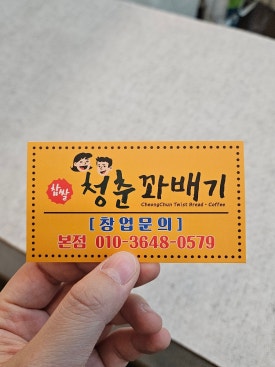 찹쌀
청춘 꽈배기
CheongChun Twist Bread · Coffee
[창업문의]
본점 010-3648-0579